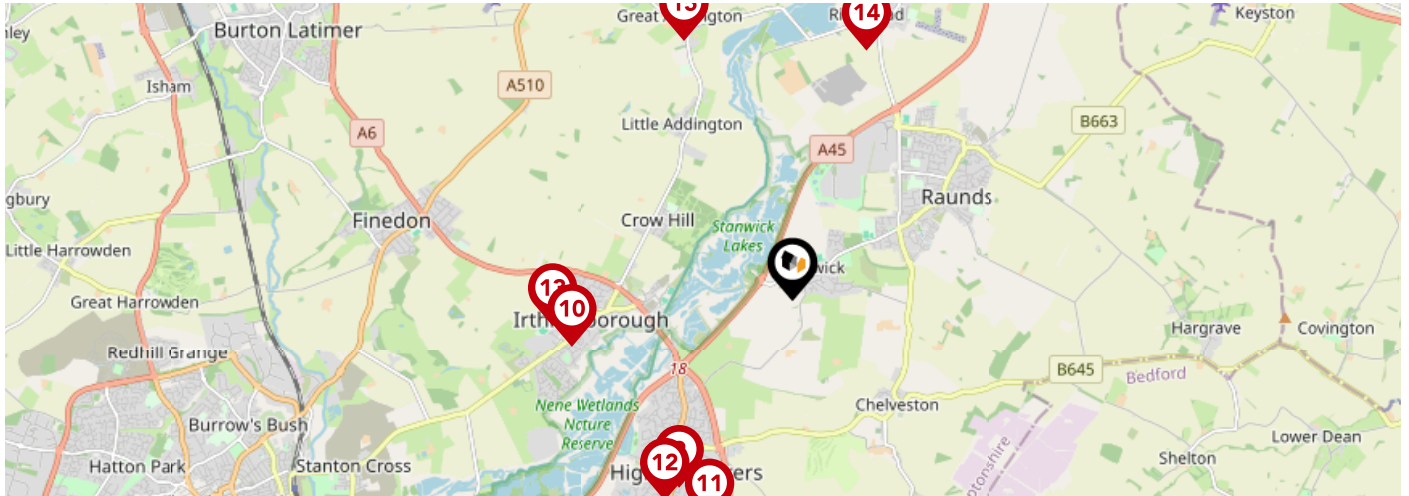 Great
14
Keyston
Burton Latimer
Isham
A510
A6
B663
Little Addington
A45
Raunds
Finedon
Crow Hill
Stanwick
Lakes
Little Harrowden
Great Harrowden
10
Hargrave
Covington
Redhill Grange
18
B645
Bedford
Nene Wetlands
Nature
Reserve
Chelveston
Burrow's Bush
Lower Dean
Hatton Park
Stanton Cross
12
11
Shelton